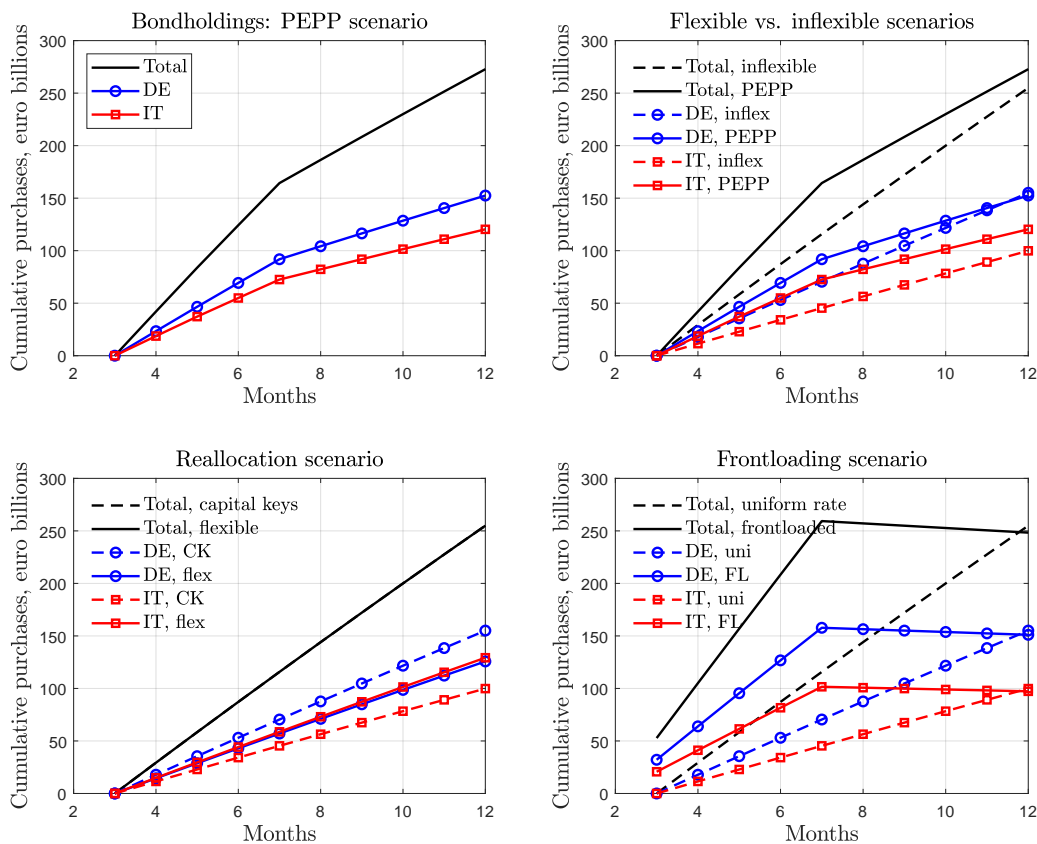 Bondholdings: PEPP scenario
Cumulative purchases, euro billions
300
250
200
150
100
50
0
Total
DE
IT
2 4 6 8 10 12
Months
Flexible vs. inflexible scenarios
Cumulative purchases, euro billions
300
250
200
150
100
50
0
Total, inflexible
Total, PEPP
DE, inflex
DE, PEPP
IT, inflex
IT, PEPP
2 4 6 8 10 12
Months
Reallocation scenario
Cumulative purchases, euro billions
300
250
200
150
100
50
0
Total, capital keys
Total, flexible
DE, CK
DE, flex
IT, CK
IT, flex
2 4 6 8 10 12
Months
Frontloading scenario
Cumulative purchases, euro billions
300
250
200
150
100
50
0
Total, uniform rate
Total, frontloaded
DE, uni
DE, FL
IT, uni
IT, FL
2 4 6 8 10 12
Months